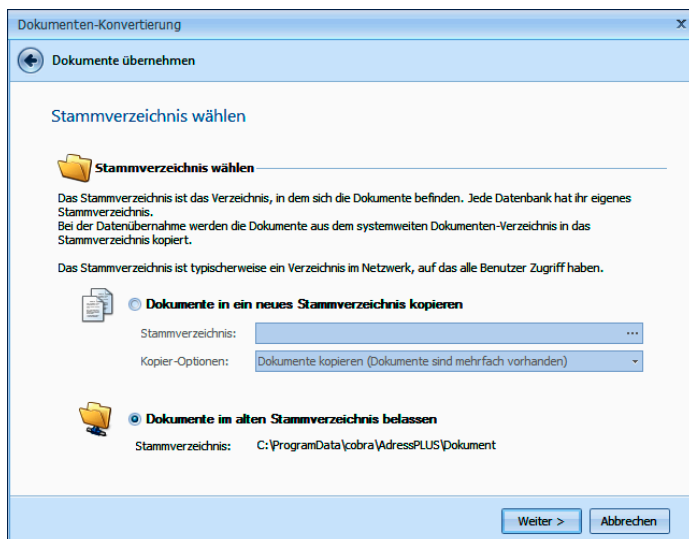 Dokumenten-Konvertierung
Dokumente übernehmen
Stammverzeichnis wählen
Stammverzeichnis wählen
Das Stammverzeichnis ist das Verzeichnis, in dem sich die Dokumente befinden. Jede Datenbank hat ihr eigenes
Stammverzeichnis.
Bei der Datenübernahme werden die Dokumente aus dem systemweiten Dokumenten-Verzeichnis in das
Stammverzeichnis kopiert.
Das Stammverzeichnis ist typischerweise ein Verzeichnis im Netzwerk, auf das alle Benutzer Zugriff haben.
Dokumente in ein neues Stammverzeichnis kopieren
Stammverzeichnis: ...
Kopier-Optionen: Dokumente kopieren (Dokumente sind mehrfach vorhanden)
Dokumente im alten Stammverzeichnis belassen
Stammverzeichnis: C:\ProgramData\cobra\AdressPLUS\Dokument
Weiter > Abbrechen